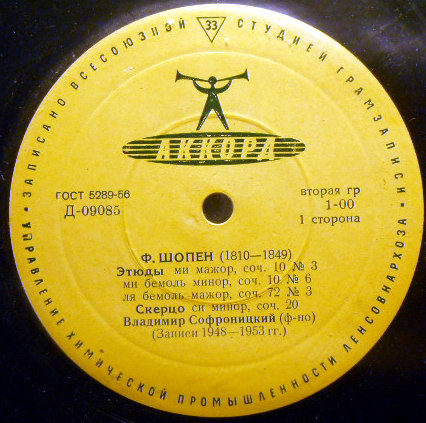 ЗАПИСАНО ВСЕСОЮЗНОЙ СТУДИЕЙ ГРАМЗАПИСИ
33
АККОРД
ГОСТ 5289-56
Д-09085
вторая гр
1-00
1 сторона
Ф. ШОПЕН (1810—1849)
Этюды ми мажор, соч. 10 № 3
ми бемоль минор, соч. 10 № 6
ля бемоль мажор, соч. 72 № 3
Скерцо си минор, соч. 20
Владимир Софроницкий (ф-но)
(Записи 1948—1953 гг.)
УПРАВЛЕНИЕ ХИМИЧЕСКОЙ ПРОМЫШЛЕННОСТИ ЛЕНСОВНАРХОЗА